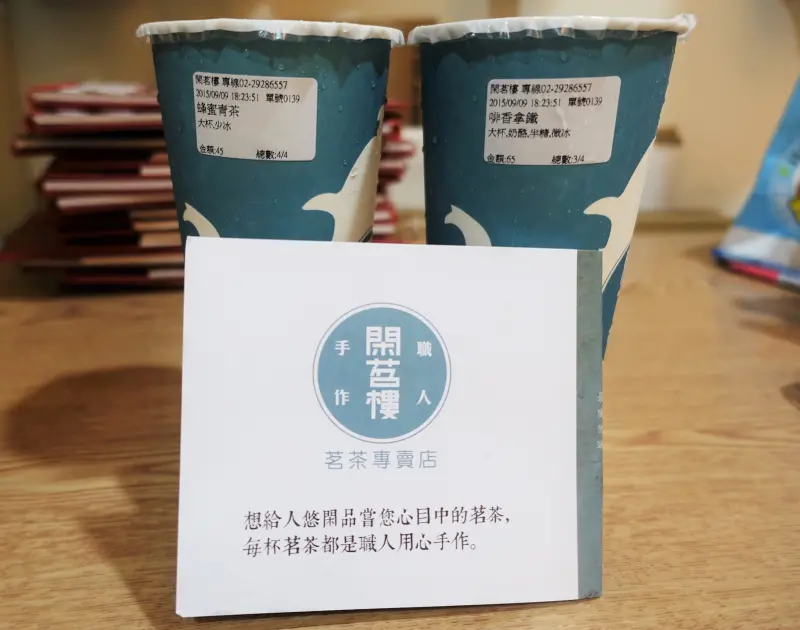 閑茗樓 專線02-29286557
2015/09/09 18:23:51 單號0139
蜂蜜青茶
大杯,少冰
金額:45 總數:4/4
閑茗樓 專線02-29286557
2015/09/09 18:23:51 單號0139
啡香拿鐵
大杯,奶酪,半糖,微冰
金額:65 總數:3/4
職人
閑茗樓
手作
茗茶專賣店
想給人悠閑品嘗您心目中的茗茶,
每杯茗茶都是職人用心手作。